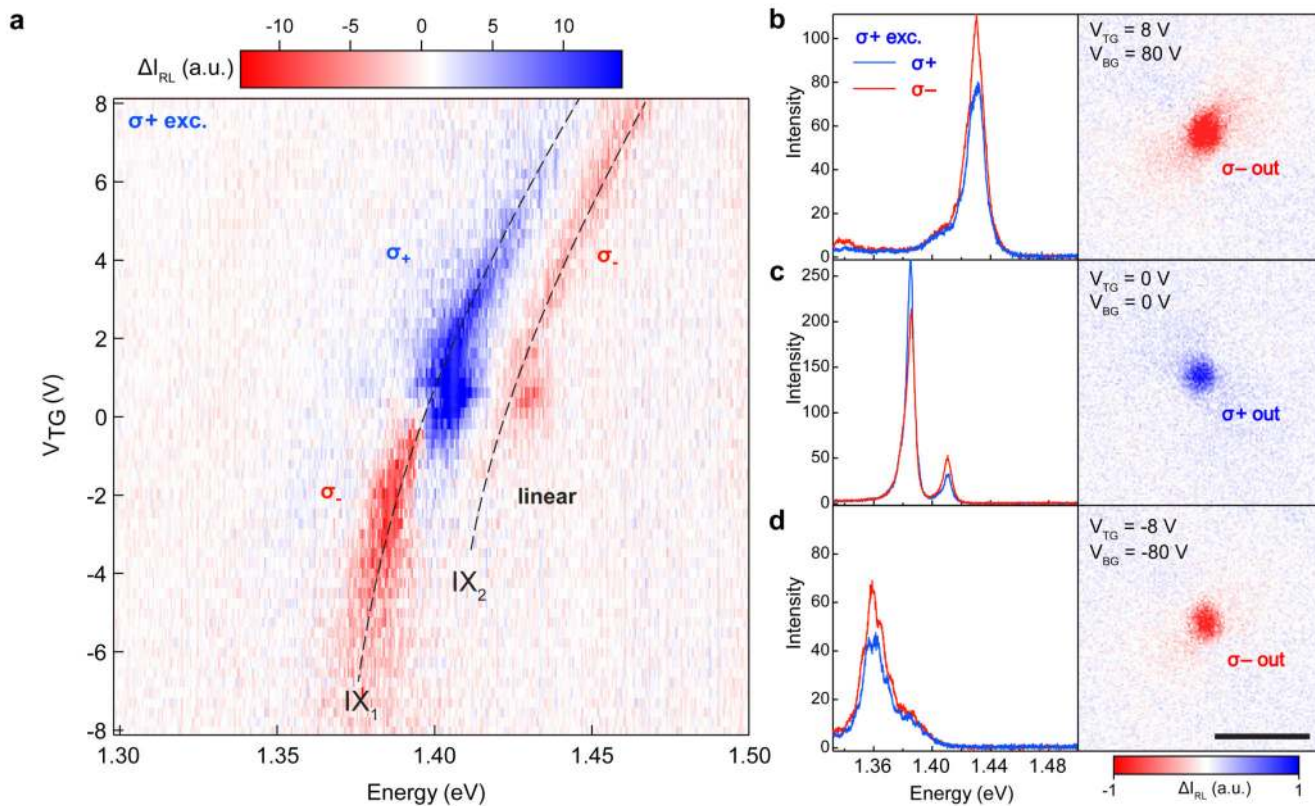 a
-10 -5 0 5 10
ΔI_RL (a.u.)
σ+ exc.
σ+
σ-
σ-
linear
IX2
IX1
8
6
4
2
0
-2
-4
-6
-8
V_TG (V)
1.30 1.35 1.40 1.45 1.50
Energy (eV)
b
σ+ exc.
σ+
σ−
100
80
60
40
20
0
Intensity
V_TG = 8 V
V_BG = 80 V
σ− out
c
250
200
150
100
50
0
Intensity
V_TG = 0 V
V_BG = 0 V
σ+ out
d
80
60
40
20
0
Intensity
1.36 1.40 1.44 1.48
Energy (eV)
V_TG = -8 V
V_BG = -80 V
σ− out
-1 ΔI_RL (a.u.) 1